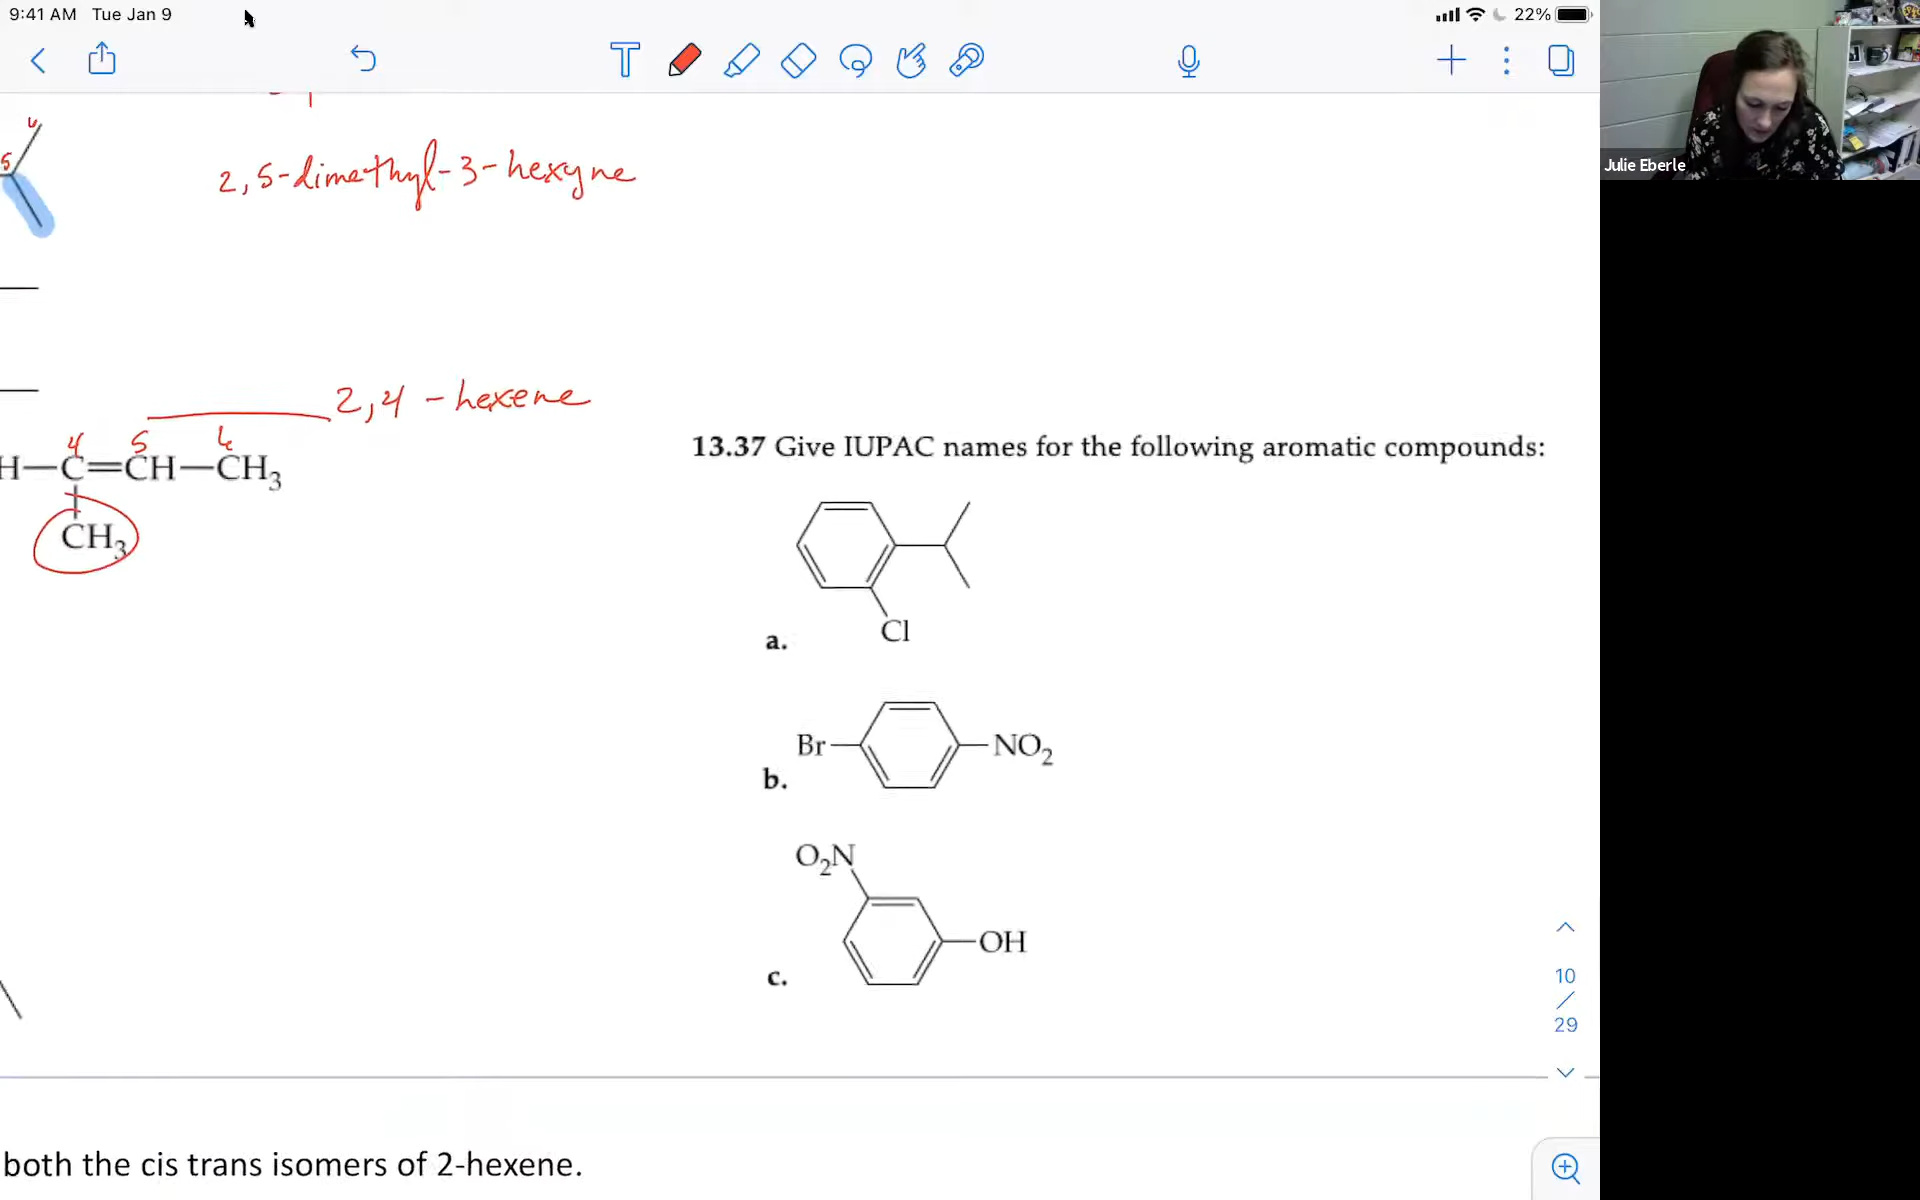 9:41 AM Tue Jan 9
22%
Julie Eberle
6
5
2,5-dimethyl-3-hexyne
2,4-hexene
4 5 6
H—C=CH—CH3
CH3
13.37 Give IUPAC names for the following aromatic compounds:
Cl
a.
Br NO2
b.
O2N
OH
c.
10
/
29
both the cis trans isomers of 2-hexene.